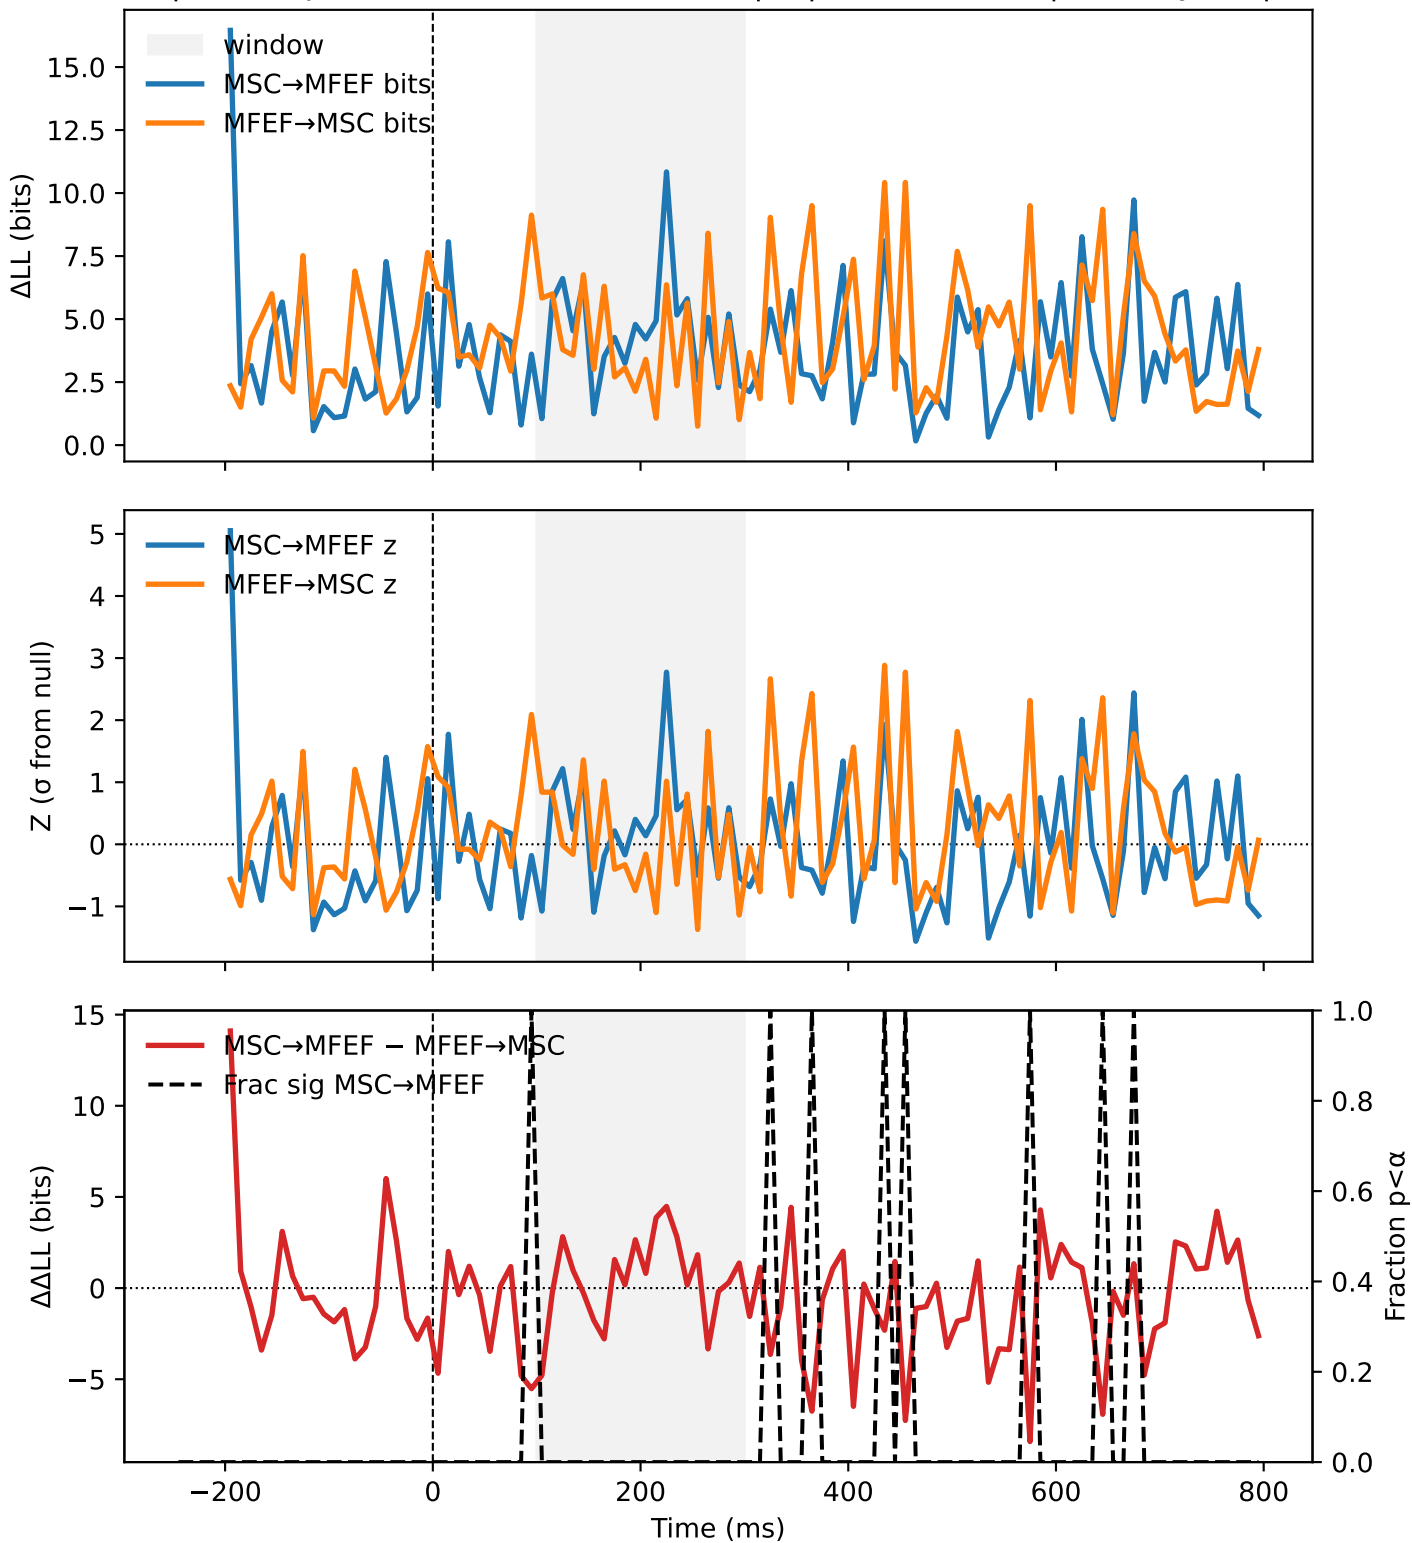 window
MSC→MFEF bits
MFEF→MSC bits
15.0
12.5
10.0
7.5
5.0
2.5
0.0
ΔLL (bits)
MSC→MFEF z
MFEF→MSC z
5
4
3
2
1
0
−1
Z (σ from null)
MSC→MFEF − MFEF→MSC
Frac sig MSC→MFEF
15
10
5
0
−5
ΔΔLL (bits)
1.0
0.8
0.6
0.4
0.2
0.0
Fraction p<α
−200 0 200 400 600 800
Time (ms)